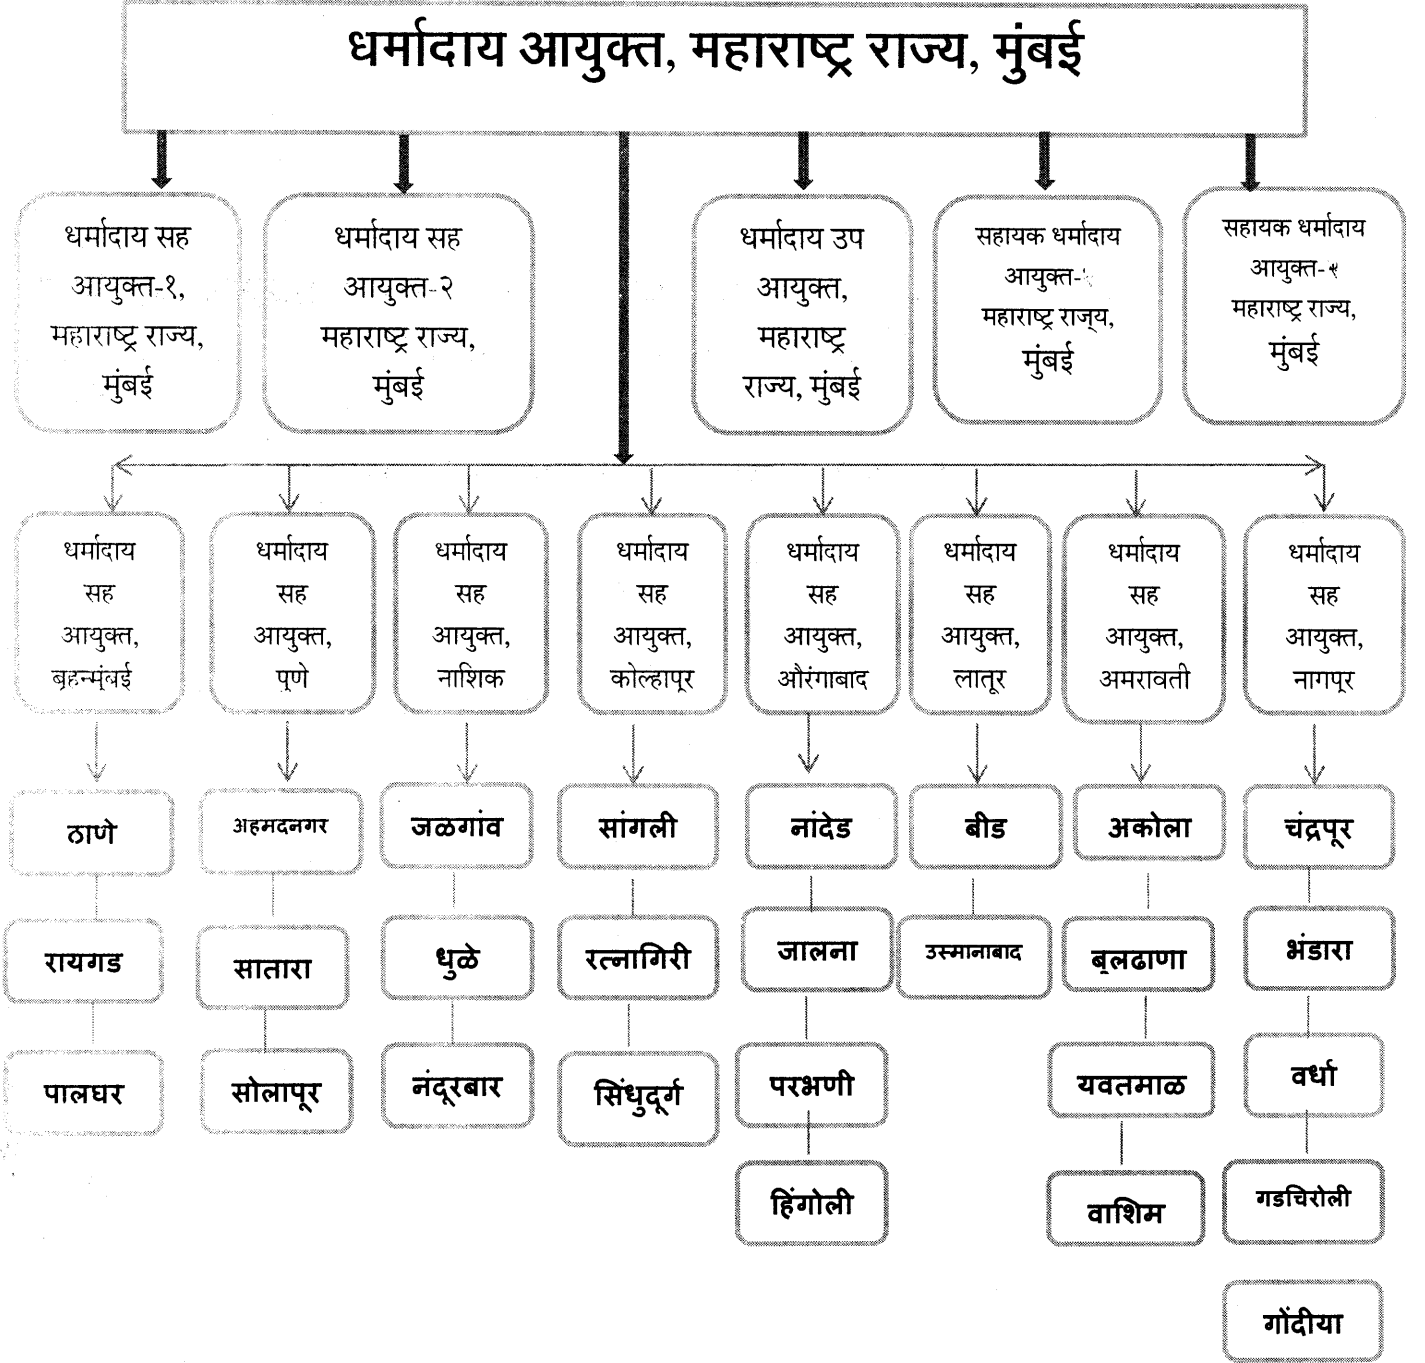 धर्मादाय आयुक्त, महाराष्ट्र राज्य, मुंबई
धर्मादाय सह
आयुक्त-१,
महाराष्ट्र राज्य,
मुंबई
धर्मादाय सह
आयुक्त-२
महाराष्ट्र राज्य,
मुंबई
धर्मादाय उप
आयुक्त,
महाराष्ट्र
राज्य, मुंबई
सहायक धर्मादाय
आयुक्त-
महाराष्ट्र राज्य,
मुंबई
सहायक धर्मादाय
आयुक्त-
महाराष्ट्र राज्य,
मुंबई
धर्मादाय
सह
आयुक्त,
बृहन्मुंबई
धर्मादाय
सह
आयुक्त,
पुणे
धर्मादाय
सह
आयुक्त,
नाशिक
धर्मादाय
सह
आयुक्त,
कोल्हापूर
धर्मादाय
सह
आयुक्त,
औरंगाबाद
धर्मादाय
सह
आयुक्त,
लातूर
धर्मादाय
सह
आयुक्त,
अमरावती
धर्मादाय
सह
आयुक्त,
नागपूर
ठाणे
अहमदनगर
जळगांव
सांगली
नांदेड
बीड
अकोला
चंद्रपूर
रायगड
सातारा
धुळे
रत्नागिरी
जालना
उस्मानाबाद
बुलढाणा
भंडारा
पालघर
सोलापूर
नंदूरबार
सिंधुदूर्ग
परभणी
यवतमाळ
वर्धा
हिंगोली
वाशिम
गडचिरोली
गोंदीया